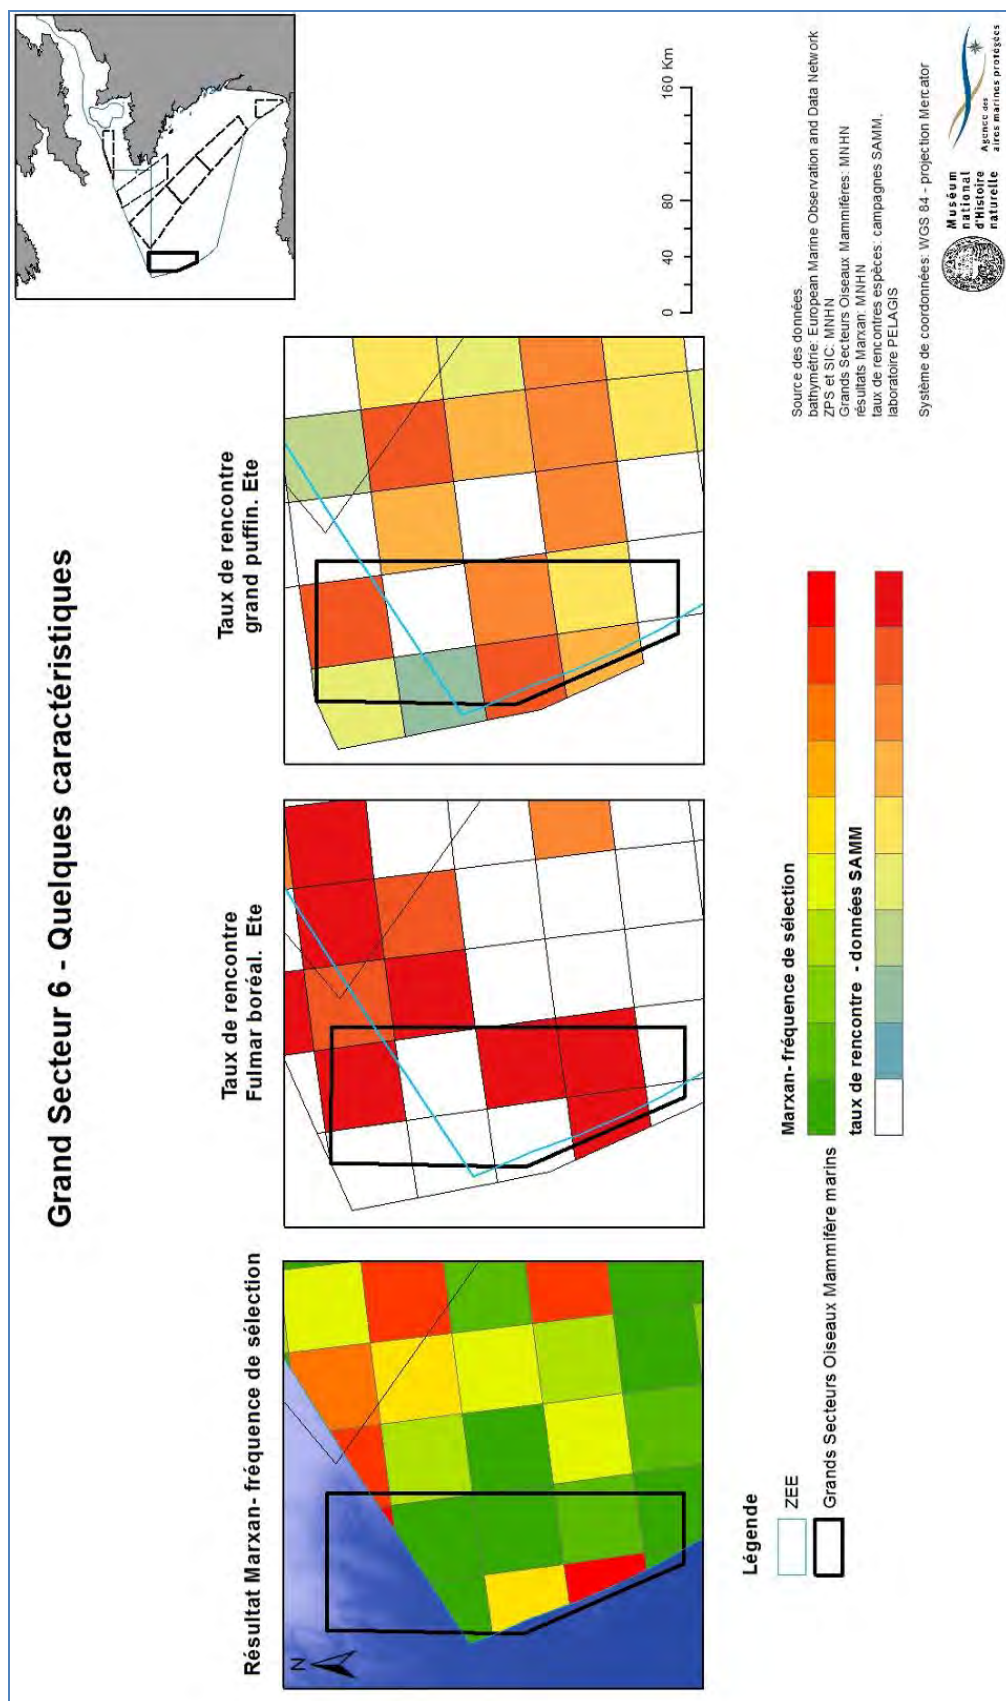 Grand Secteur 6 - Quelques caractéristiques
Résultat Marxan- fréquence de sélection
N
Taux de rencontre
Fulmar boréal.  Ete
Taux de rencontre
grand puffin. Ete
0 40 80 160 Km
Légende
ZEE
Grands Secteurs Oiseaux Mammifère marins
Marxan- fréquence de sélection
taux de rencontre - données SAMM
Source des données.
bathymétrie: European Marine Observation and Data Network
ZPS et SIC: MNHN
Grands Secteurs Oiseaux Mammifères: MNHN
résultats Marxan: MNHN
taux de rencontres espèces: campagnes SAMM,
laboratoire PELAGIS
Système de coordonnées: WGS 84 - projection Mercator
Muséum
national
d'Histoire
naturelle
Agence des
aires marines protégées